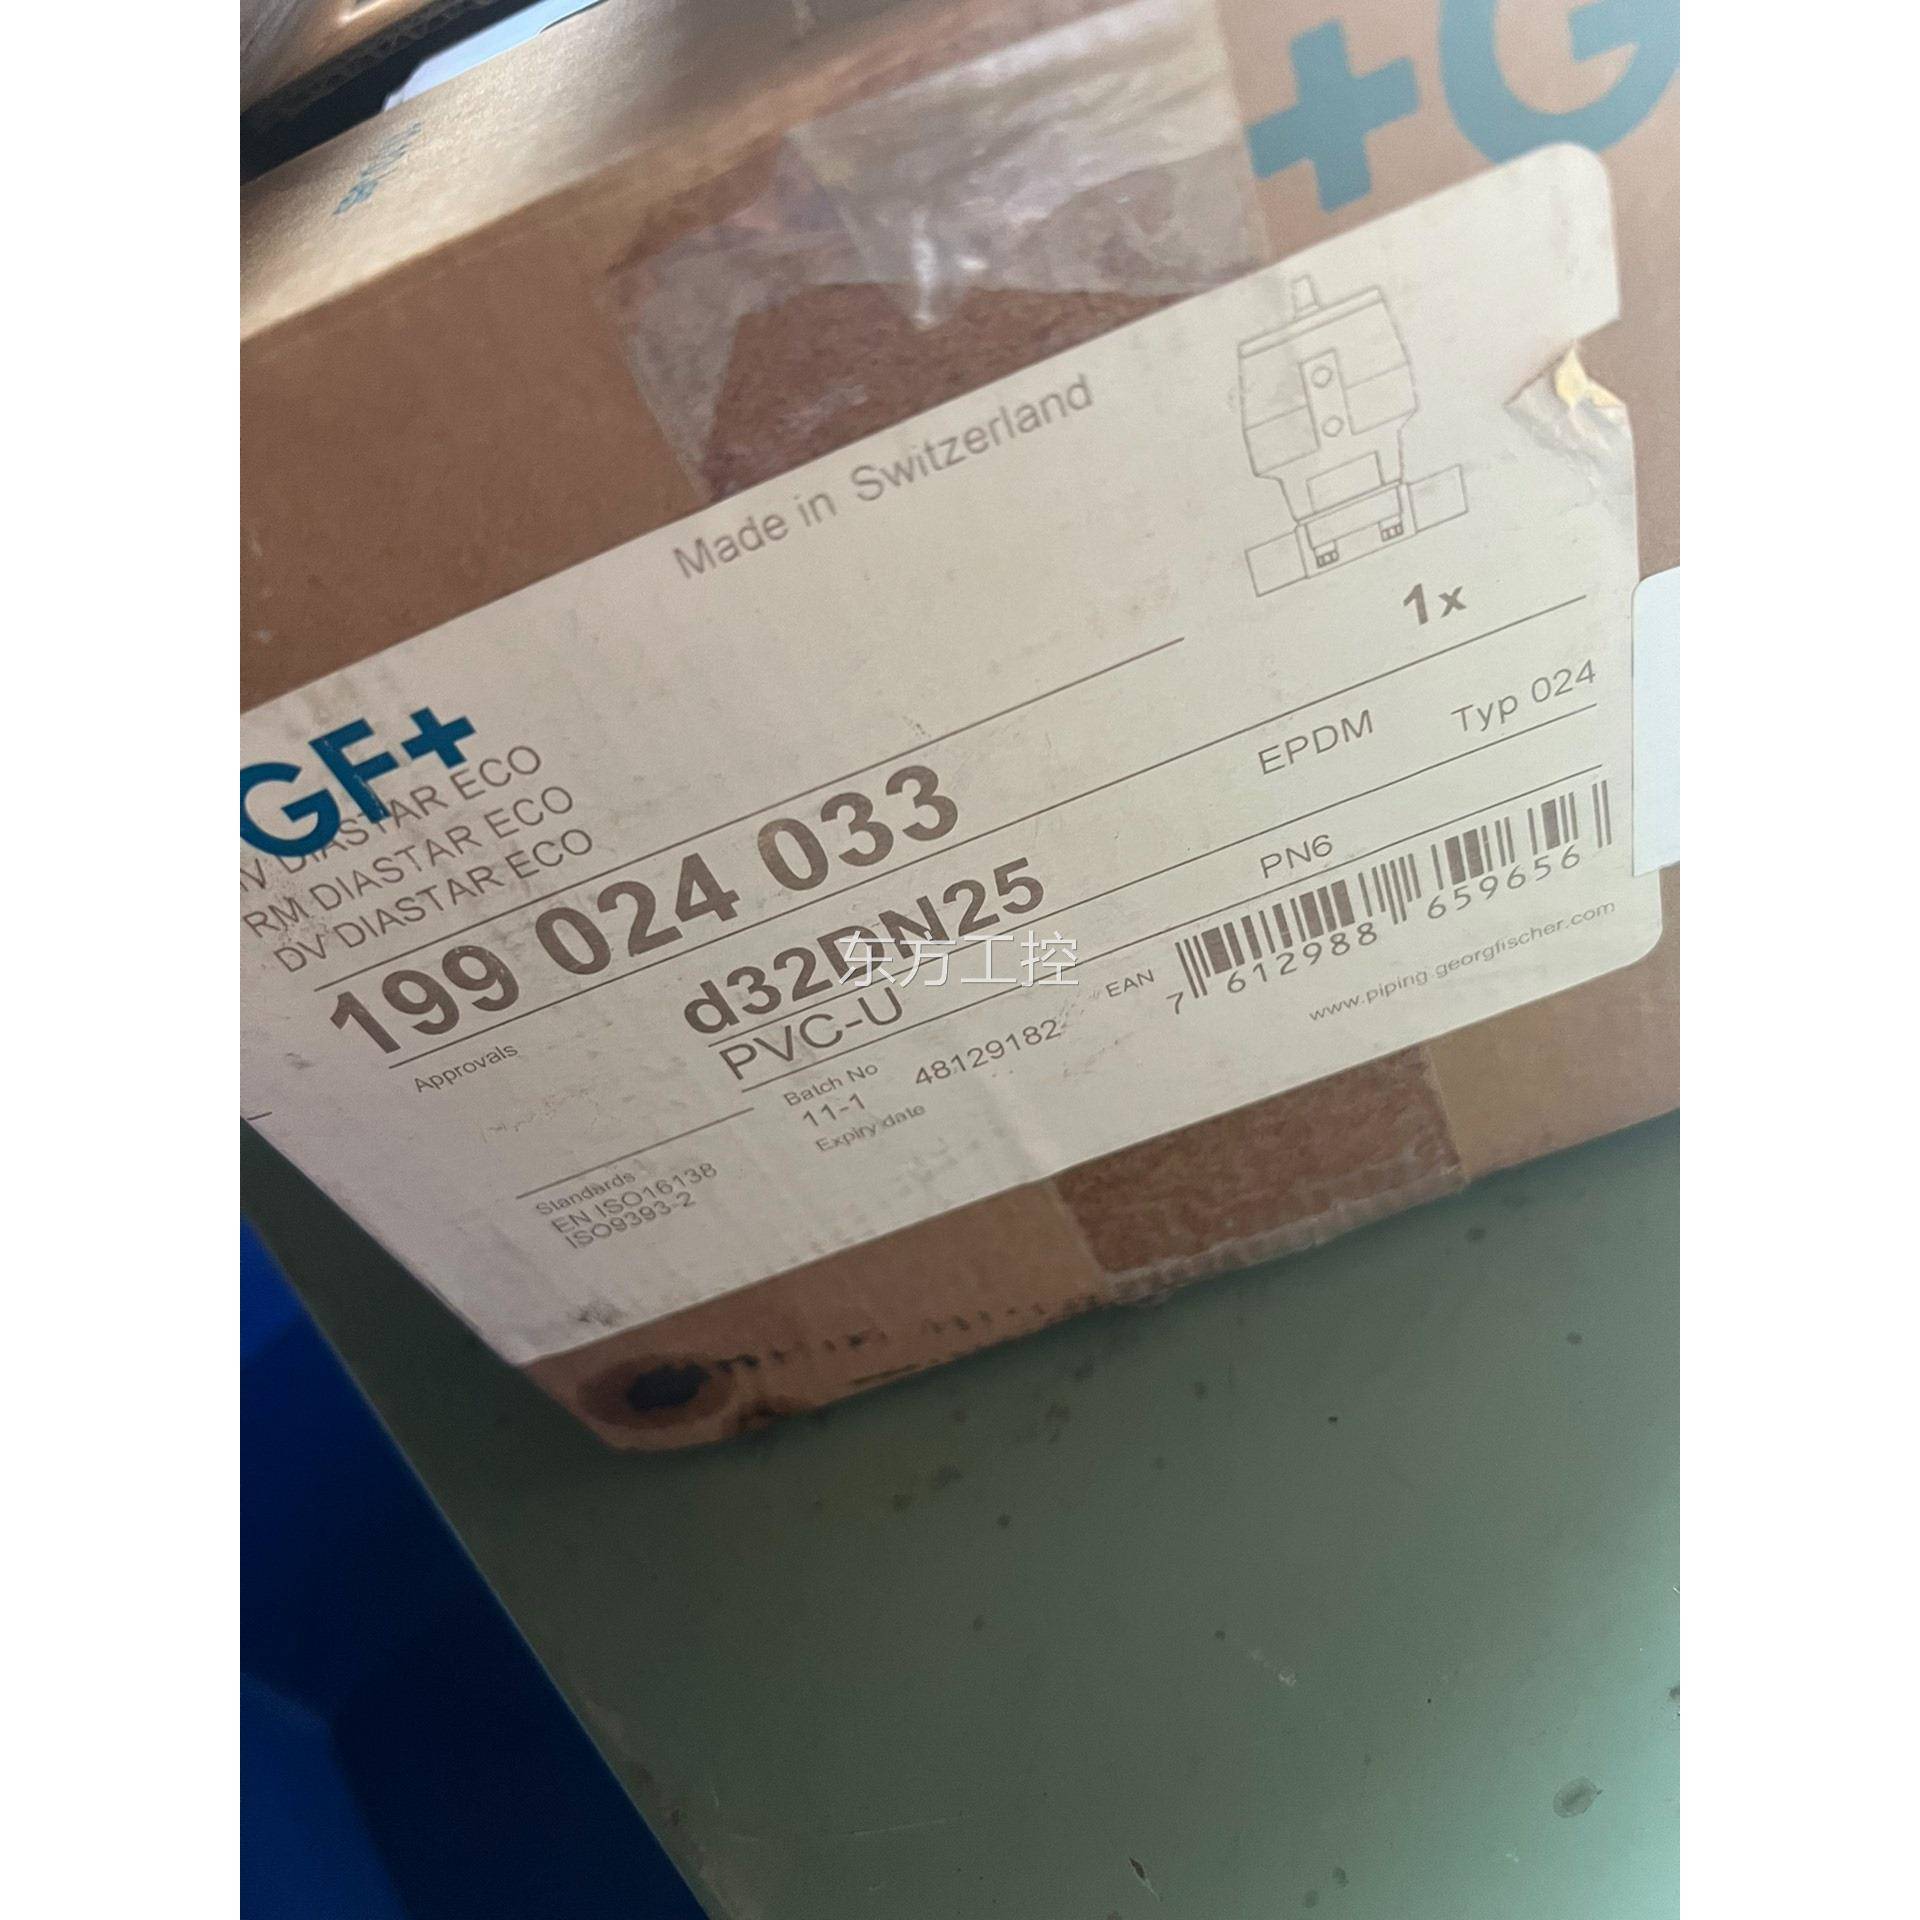 +G
Made in Switzerland
1x
GF+
DIASTAR ECO
RM DIASTAR ECO
DV DIASTAR ECO
199 024 033
EPDM
Typ 024
d32DN25
PN6
PVC-U
Approvals
Batch No
48129182
11-1
Expiry date
EAN
7 612988 659656
www.piping.georgfischer.com
Standards
EN ISO16138
ISO9393-2
东方工控